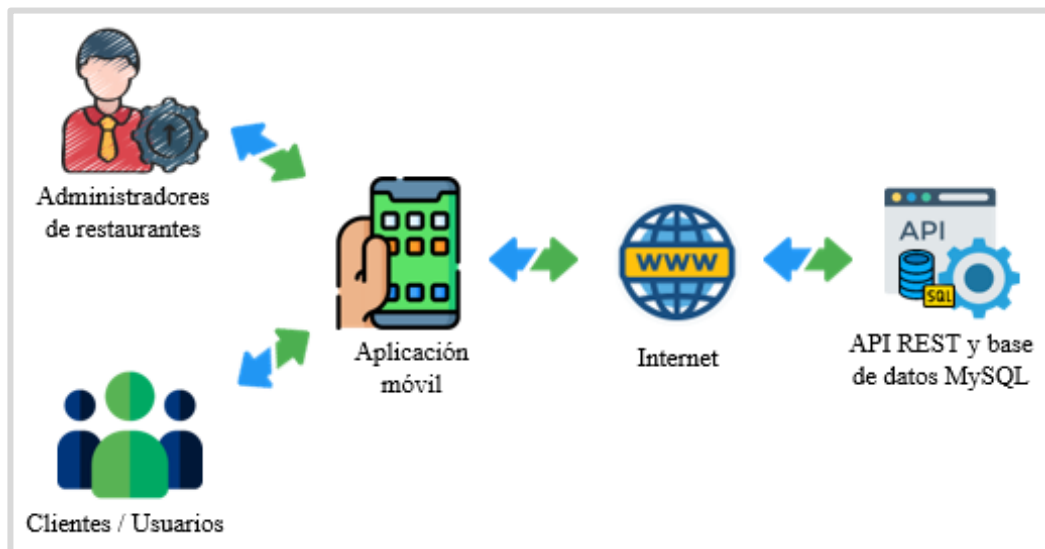 Administradores
de restaurantes
Aplicación
móvil
WWW
Internet
API
SQL
API REST y base
de datos MySQL
Clientes / Usuarios